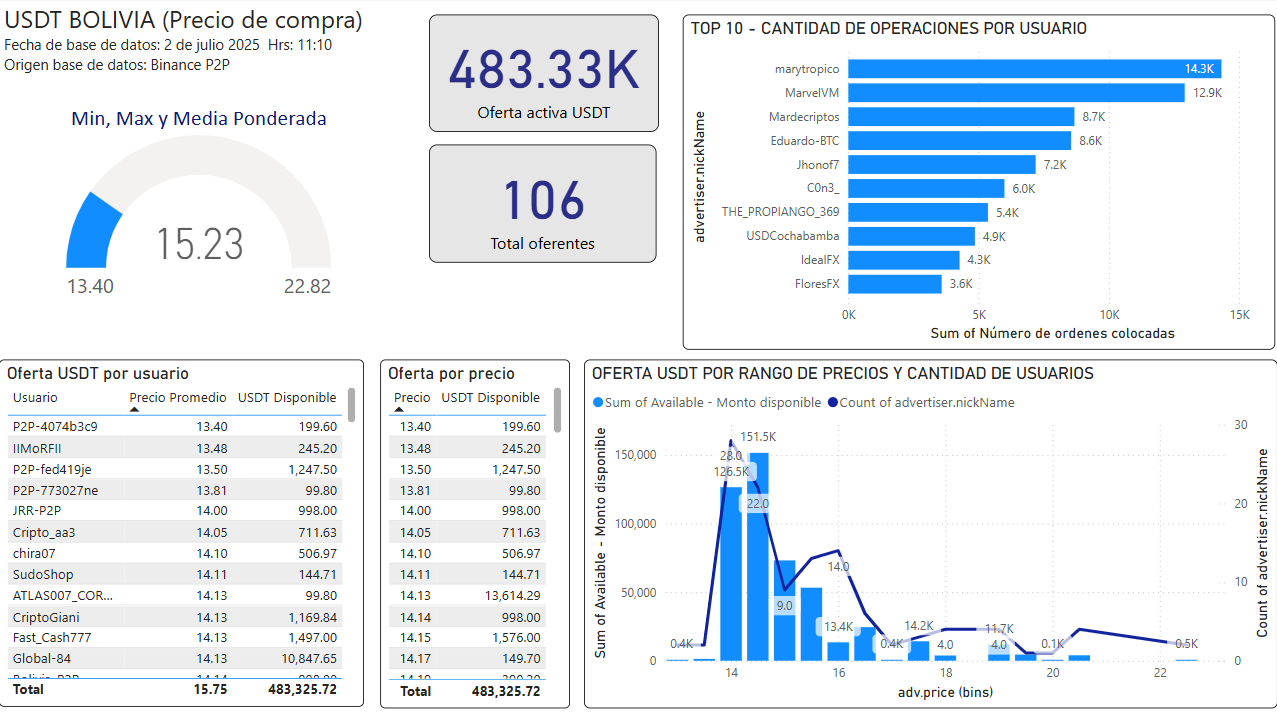 USDT BOLIVIA (Precio de compra)
Fecha de base de datos: 2 de julio 2025 Hrs: 11:10
Origen base de datos: Binance P2P
Min, Max y Media Ponderada
15.23
13.40
22.82
483.33K
Oferta activa USDT
106
Total oferentes
TOP 10 - CANTIDAD DE OPERACIONES POR USUARIO
advertiser.nickName
marytropico 14.3K
MarvelVM 12.9K
Mardecriptos 8.7K
Eduardo-BTC 8.6K
Jhonof7 7.2K
C0n3_ 6.0K
THE_PROPIANGO_369 5.4K
USDCochabamba 4.9K
IdealFX 4.3K
FloresFX 3.6K
0K 5K 10K 15K
Sum of Número de ordenes colocadas
Oferta USDT por usuario
Usuario Precio Promedio USDT Disponible
P2P-4074b3c9 13.40 199.60
IIMoRFII 13.48 245.20
P2P-fed419je 13.50 1,247.50
P2P-773027ne 13.81 99.80
JRR-P2P 14.00 998.00
Cripto_aa3 14.05 711.63
chira07 14.10 506.97
SudoShop 14.11 144.71
ATLAS007_COR... 14.13 99.80
CriptoGiani 14.13 1,169.84
Fast_Cash777 14.13 1,497.00
Global-84 14.13 10,847.65
Total 15.75 483,325.72
Oferta por precio
Precio USDT Disponible
13.40 199.60
13.48 245.20
13.50 1,247.50
13.81 99.80
14.00 998.00
14.05 711.63
14.10 506.97
14.11 144.71
14.13 13,614.29
14.14 998.00
14.15 1,576.00
14.17 149.70
Total 483,325.72
OFERTA USDT POR RANGO DE PRECIOS Y CANTIDAD DE USUARIOS
Sum of Available - Monto disponible Count of advertiser.nickName
Sum of Available - Monto disponible
150,000
100,000
50,000
0
0.4K
28.0
126.5K
151.5K
22.0
9.0
14.0
13.4K
0.4K
14.2K
4.0
11.7K
4.0
0.1K
0.5K
30
20
10
0
Count of advertiser.nickName
14 16 18 20 22
adv.price (bins)